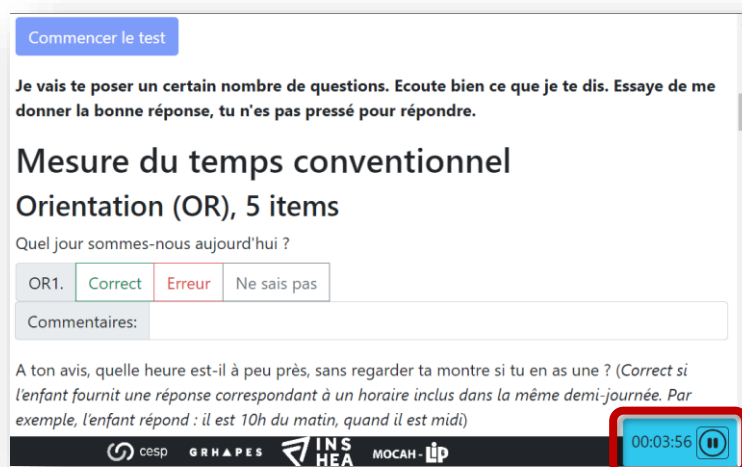 Commencer le test
Je vais te poser un certain nombre de questions. Ecoute bien ce que je te dis. Essaye de me
donner la bonne réponse, tu n'es pas pressé pour répondre.
Mesure du temps conventionnel
Orientation (OR), 5 items
Quel jour sommes-nous aujourd'hui ?
OR1. Correct Erreur Ne sais pas
Commentaires:
A ton avis, quelle heure est-il à peu près, sans regarder ta montre si tu en as une ? (Correct si
l'enfant fournit une réponse correspondant à un horaire inclus dans la même demi-journée. Par
exemple, l'enfant répond : il est 10h du matin, quand il est midi)
00:03:56
cesp GRHAPES INSHEA MOCAH-LIP